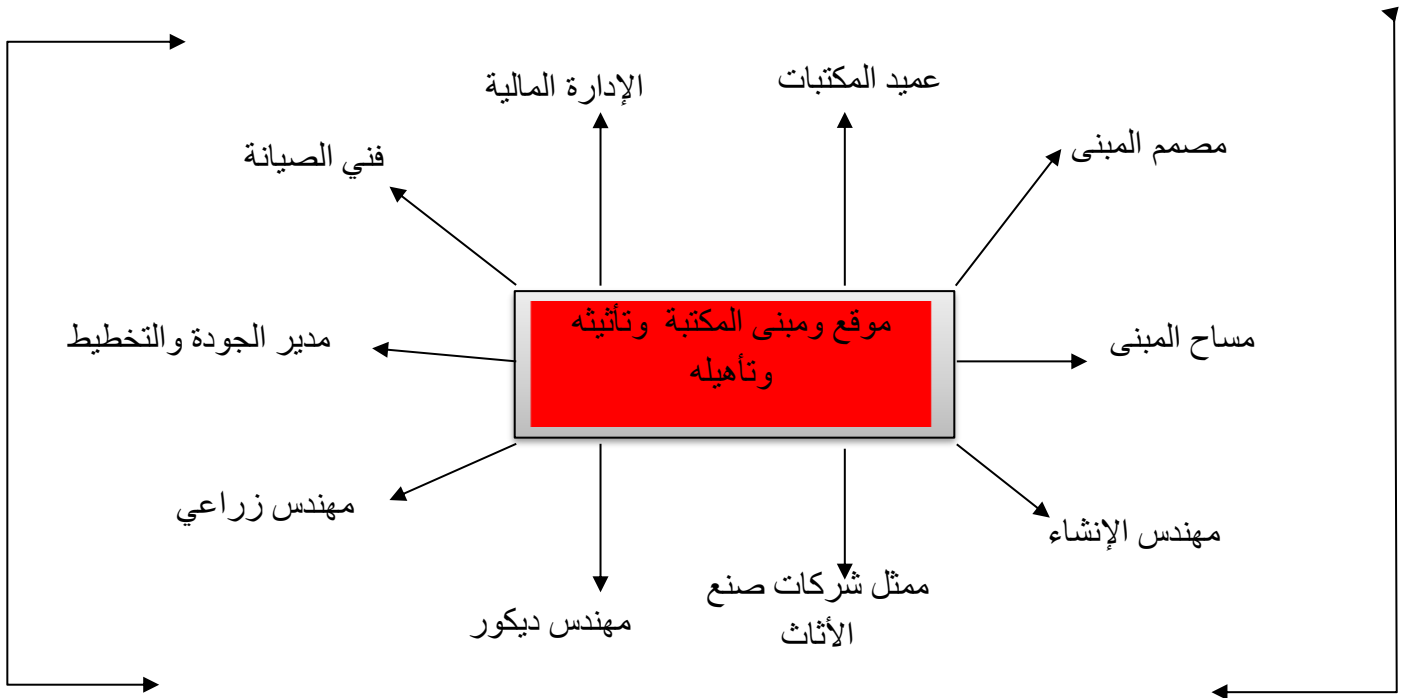 عميد المكتبات
الإدارة المالية
مصمم المبنى
فني الصيانة
موقع ومبنى المكتبة وتأثيثه
وتأهيله
مساح المبنى
مدير الجودة والتخطيط
مهندس زراعي
مهندس الإنشاء
ممثل شركات صنع
الأثاث
مهندس ديكور